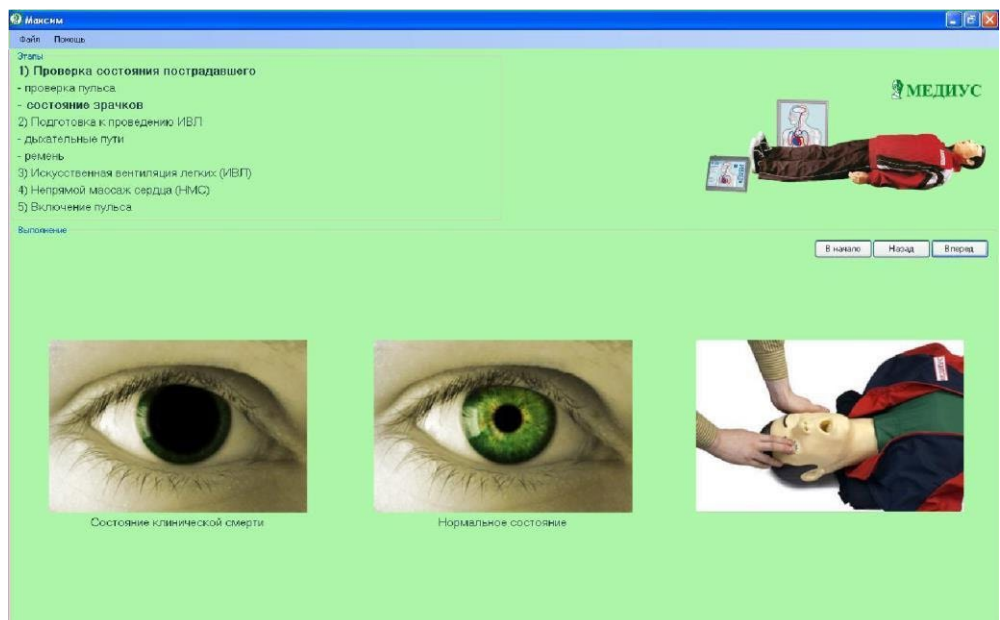 Максим
Файл Помощь
Этапы
1) Проверка состояния пострадавшего
- проверка пульса
- состояние зрачков
2) Подготовка к проведению ИВЛ
- дыхательные пути
- ремень
3) Искусственная вентиляция легких (ИВЛ)
4) Непрямой массаж сердца (НМС)
5) Включение пульса
МЕДИУС
Выполнение
В начало Назад Вперед
Состояние клинической смерти
Нормальное состояние